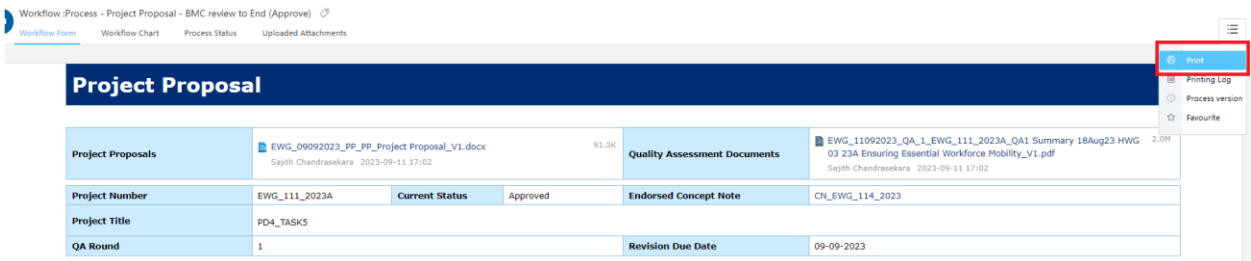 Workflow :Process - Project Proposal - BMC review to End (Approve)
Workflow Form Workflow Chart Process Status Uploaded Attachments
Print
Printing Log
Process version
Favourite
Project Proposal
Project Proposals
EWG_09092023_PP_PP_Project Proposal_V1.docx 91.3K
Sajith Chandrasekara 2023-09-11 17:02
Quality Assessment Documents
EWG_11092023_QA_1_EWG_111_2023A_QA1 Summary 18Aug23 HWG 2.0M
03 23A Ensuring Essential Workforce Mobility_V1.pdf
Sajith Chandrasekara 2023-09-11 17:02
Project Number EWG_111_2023A Current Status Approved Endorsed Concept Note CN_EWG_114_2023
Project Title PD4_TASK5
QA Round 1 Revision Due Date 09-09-2023